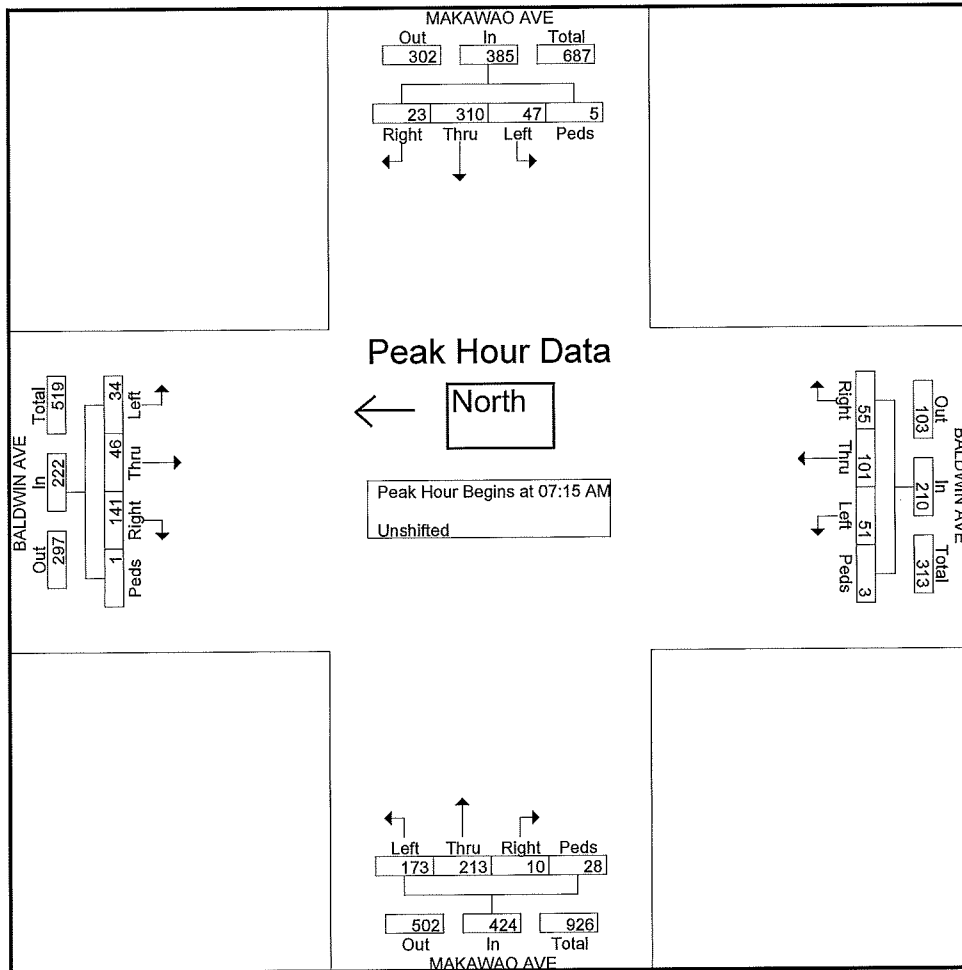 MAKAWAO AVE
Out In Total
302 385 687
23 310 47 5
Right Thru Left Peds
Peak Hour Data
North
Peak Hour Begins at 07:15 AM
Unshifted
BALDWIN AVE
Out In Total
297 222 519
Peds Right Thru Left
1 141 46 34
Right Thru Left Peds
55 101 51 3
Out In Total
103 210 313
BALDWIN AVE
Left Thru Right Peds
173 213 10 28
502 424 926
Out In Total
MAKAWAO AVE